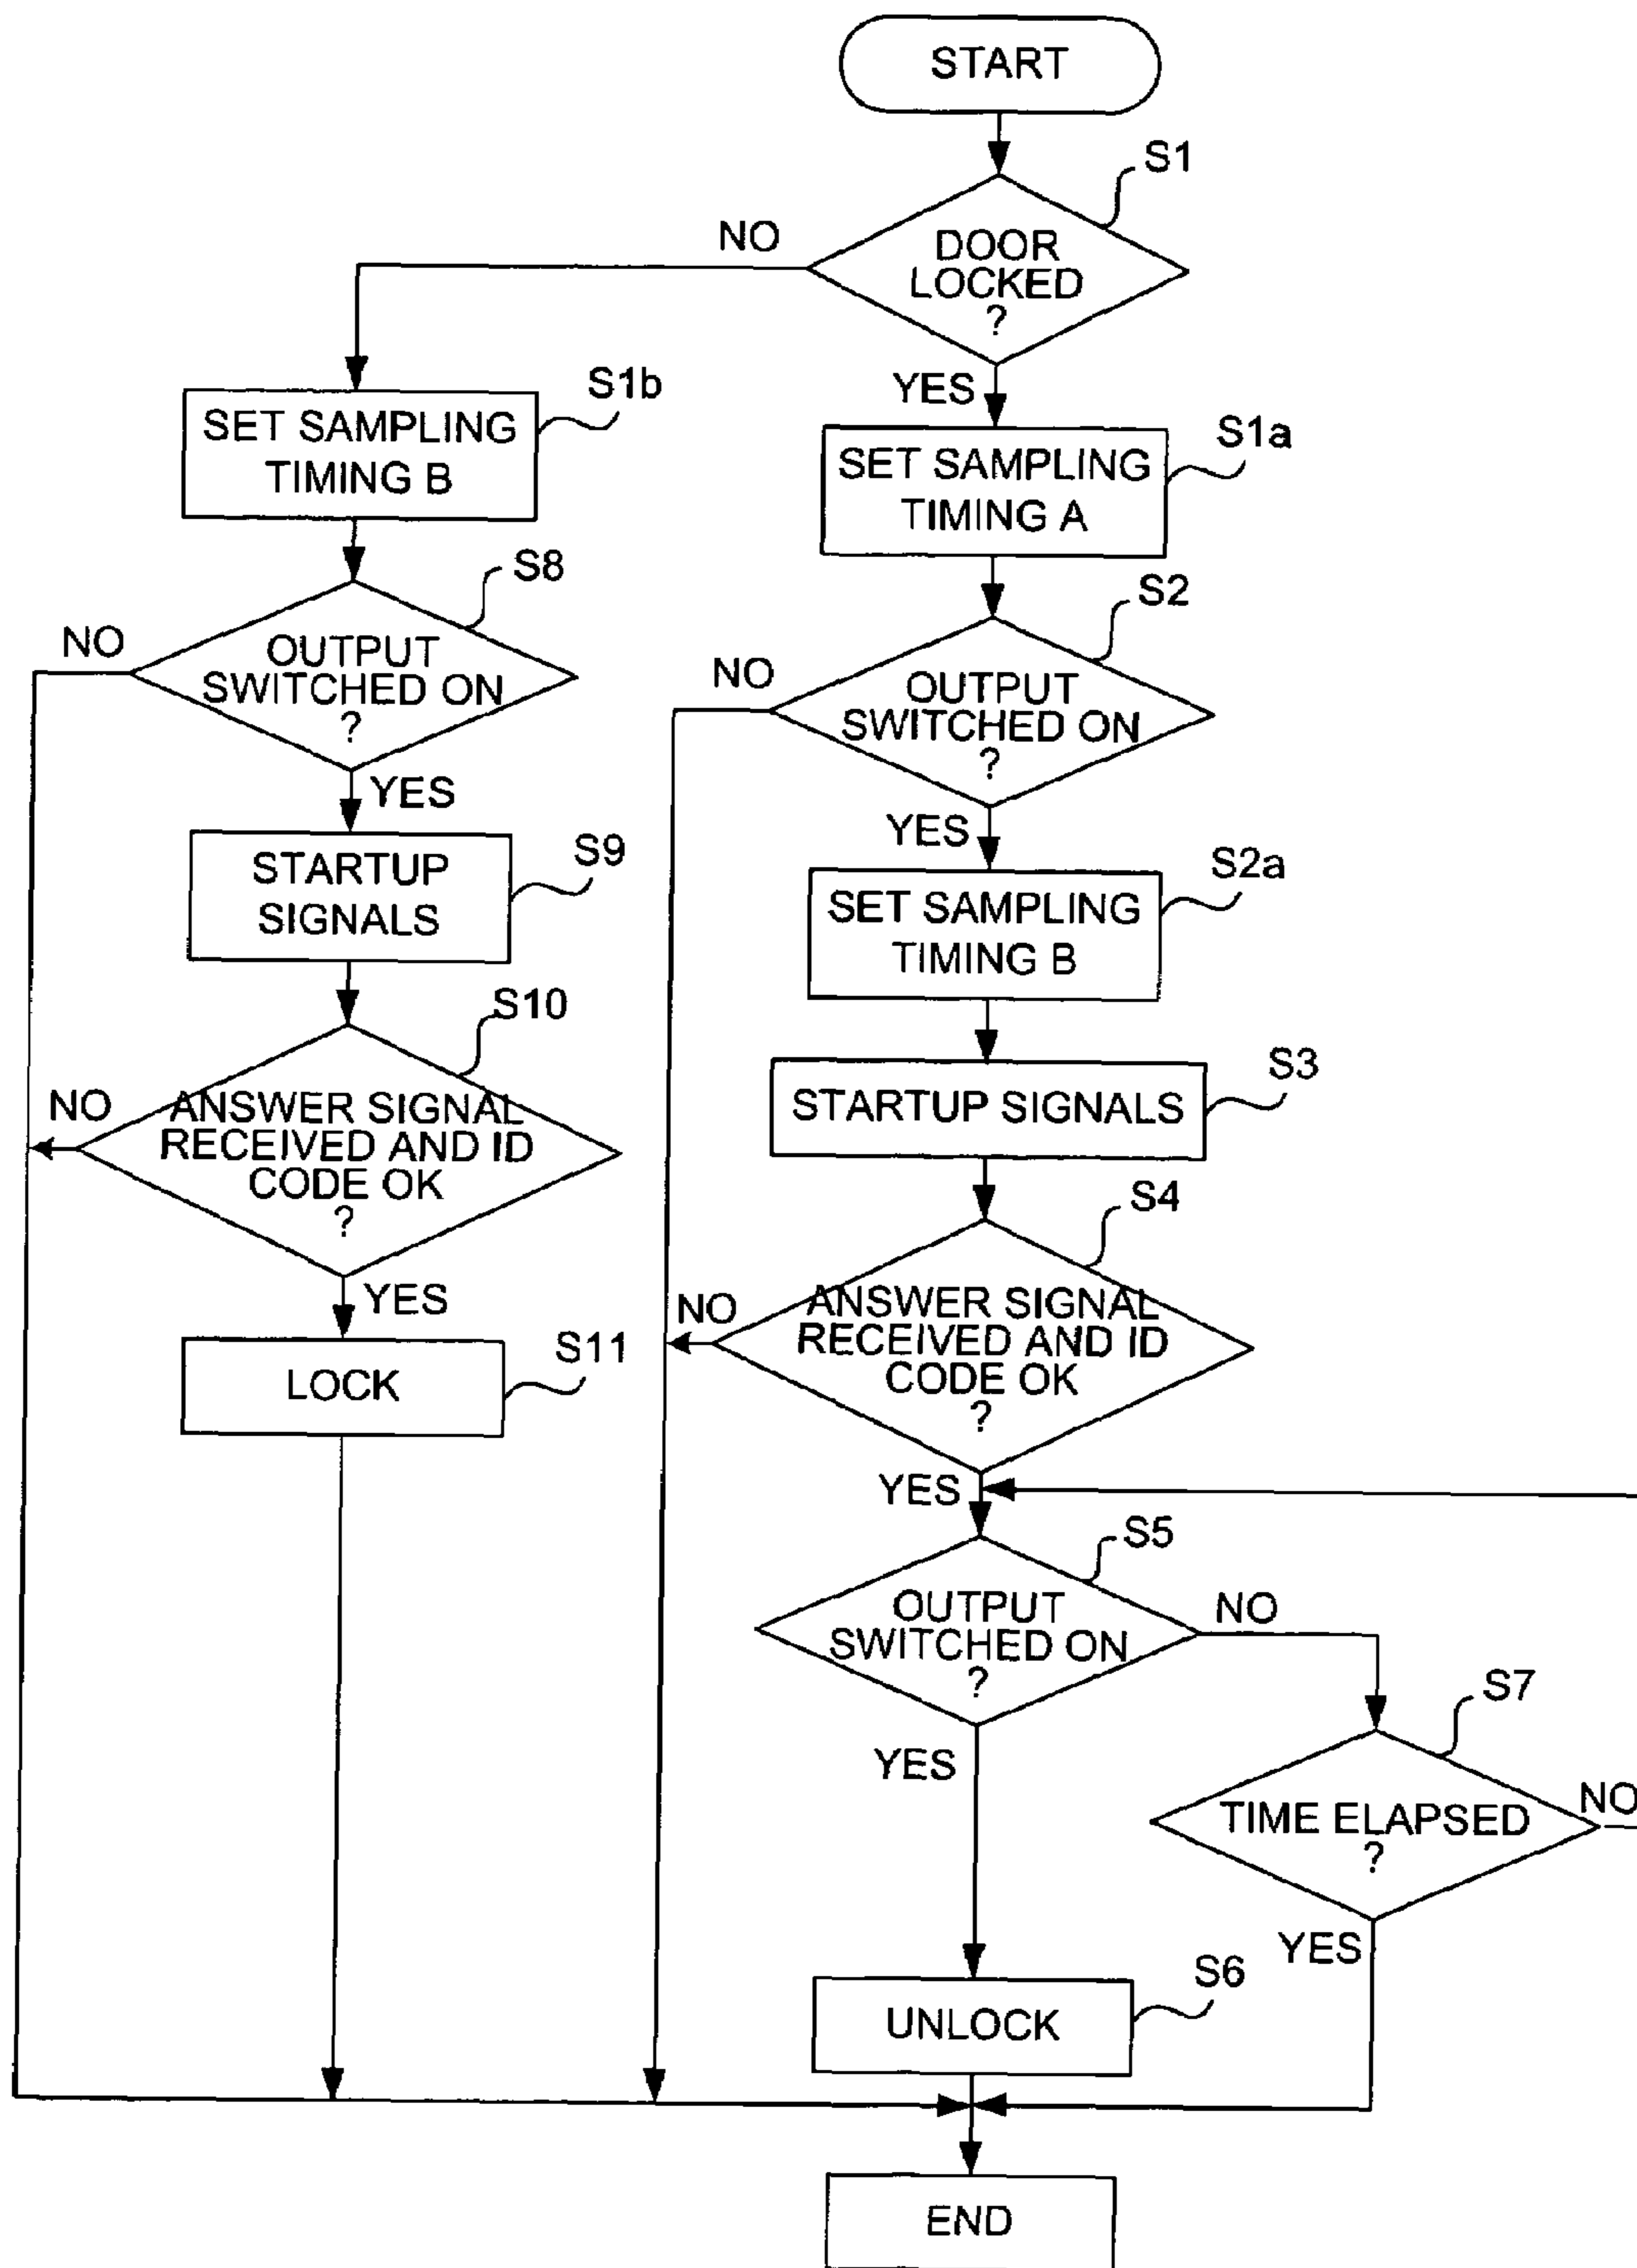 START
S1
DOOR
LOCKED
?
NO
YES
S1b
SET SAMPLING
TIMING B
S1a
SET SAMPLING
TIMING A
S8
OUTPUT
SWITCHED ON
?
NO
YES
S2
OUTPUT
SWITCHED ON
?
NO
YES
S9
STARTUP
SIGNALS
S2a
SET SAMPLING
TIMING B
S10
ANSWER SIGNAL
RECEIVED AND ID
CODE OK
?
NO
YES
S3
STARTUP SIGNALS
S4
ANSWER SIGNAL
RECEIVED AND ID
CODE OK
?
NO
YES
S11
LOCK
S5
OUTPUT
SWITCHED ON
?
NO
YES
S7
TIME ELAPSED
?
NO
YES
S6
UNLOCK
END